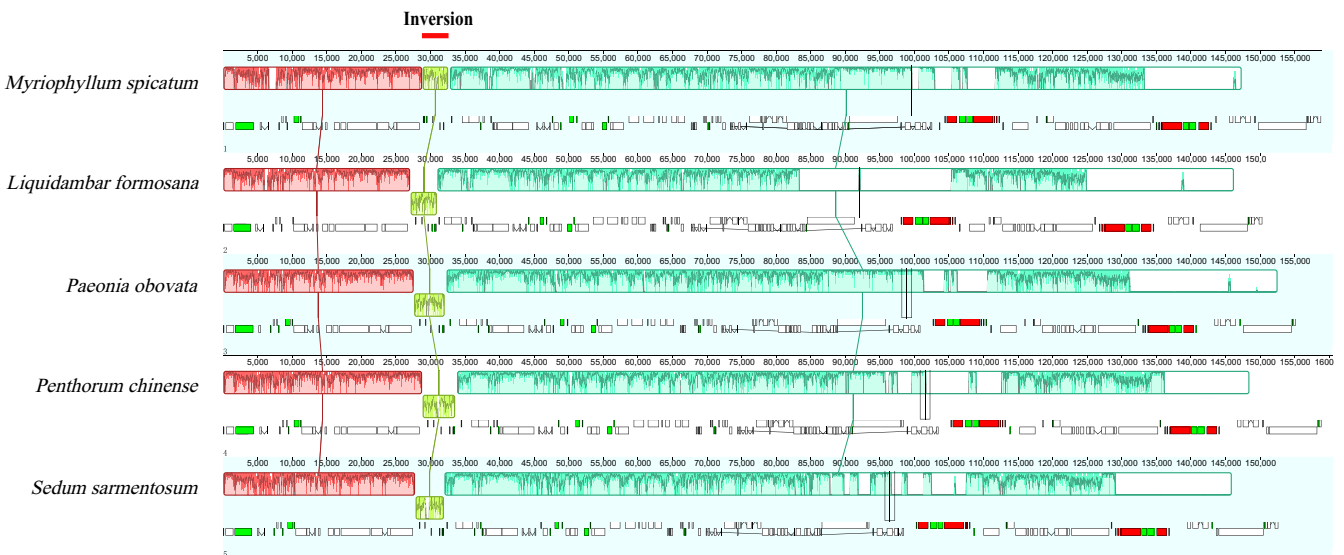 Inversion
5,000 10,000 15,000 20,000 25,000 30,000 35,000 40,000 45,000 50,000 55,000 60,000 65,000 70,000 75,000 80,000 85,000 90,000 95,000 100,000 105,000 110,000 115,000 120,000 125,000 130,000 135,000 140,000 145,000 150,000 155,000
Myriophyllum spicatum
1
5,000 10,000 15,000 20,000 25,000 30,000 35,000 40,000 45,000 50,000 55,000 60,000 65,000 70,000 75,000 80,000 85,000 90,000 95,000 100,000 105,000 110,000 115,000 120,000 125,000 130,000 135,000 140,000 145,000 150,0
Liquidambar formosana
2
5,000 10,000 15,000 20,000 25,000 30,000 35,000 40,000 45,000 50,000 55,000 60,000 65,000 70,000 75,000 80,000 85,000 90,000 95,000 100,000 105,000 110,000 115,000 120,000 125,000 130,000 135,000 140,000 145,000 150,000 155,000
Paeonia obovata
3
5,000 10,000 15,000 20,000 25,000 30,000 35,000 40,000 45,000 50,000 55,000 60,000 65,000 70,000 75,000 80,000 85,000 90,000 95,000 100,000 105,000 110,000 115,000 120,000 125,000 130,000 135,000 140,000 145,000 150,000 155,000 1600
Penthorum chinense
4
5,000 10,000 15,000 20,000 25,000 30,000 35,000 40,000 45,000 50,000 55,000 60,000 65,000 70,000 75,000 80,000 85,000 90,000 95,000 100,000 105,000 110,000 115,000 120,000 125,000 130,000 135,000 140,000 145,000 150,000
Sedum sarmentosum
5